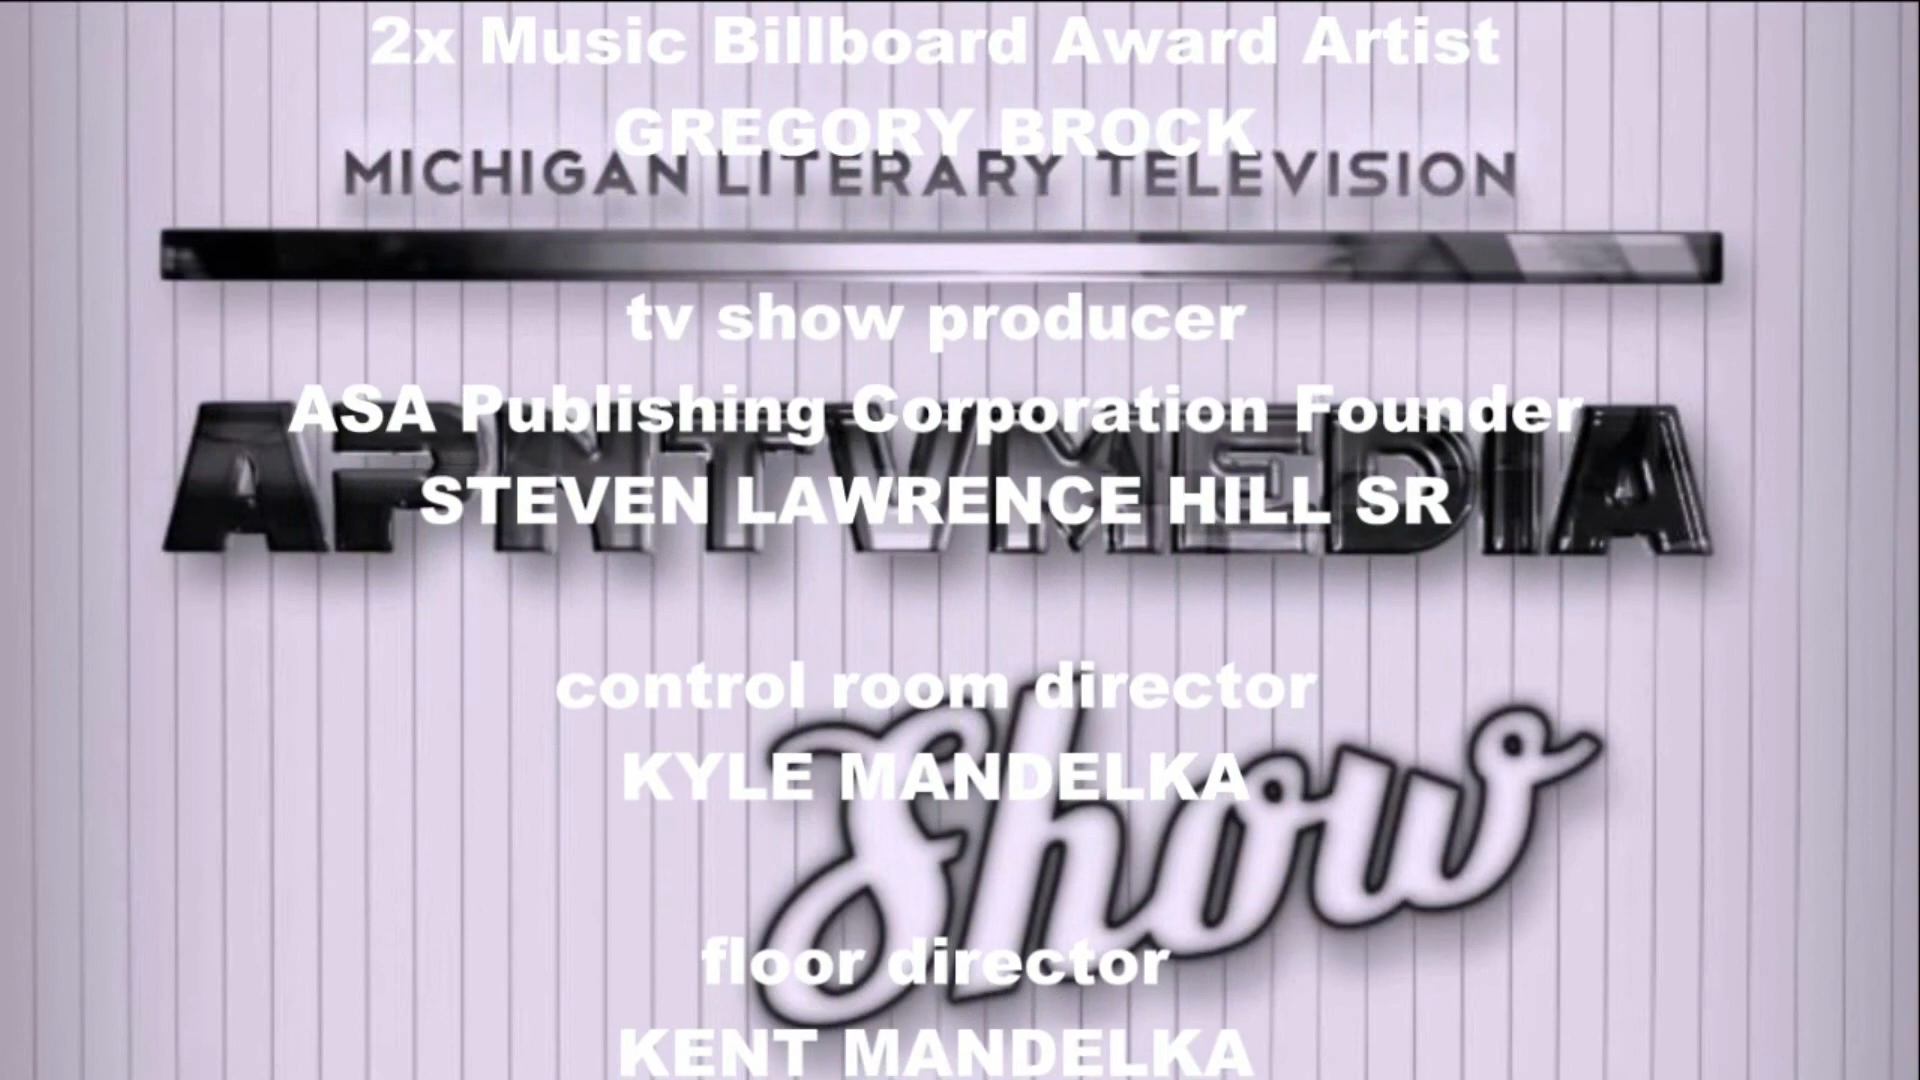 2x Music Billboard Award Artist
GREGORY BROCK
MICHIGAN LITERARY TELEVISION
tv show producer
ASA Publishing Corporation Founder
APNTVMEDIA
STEVEN LAWRENCE HILL SR
control room director
KYLE MANDELKA
Show
floor director
KENT MANDELKA